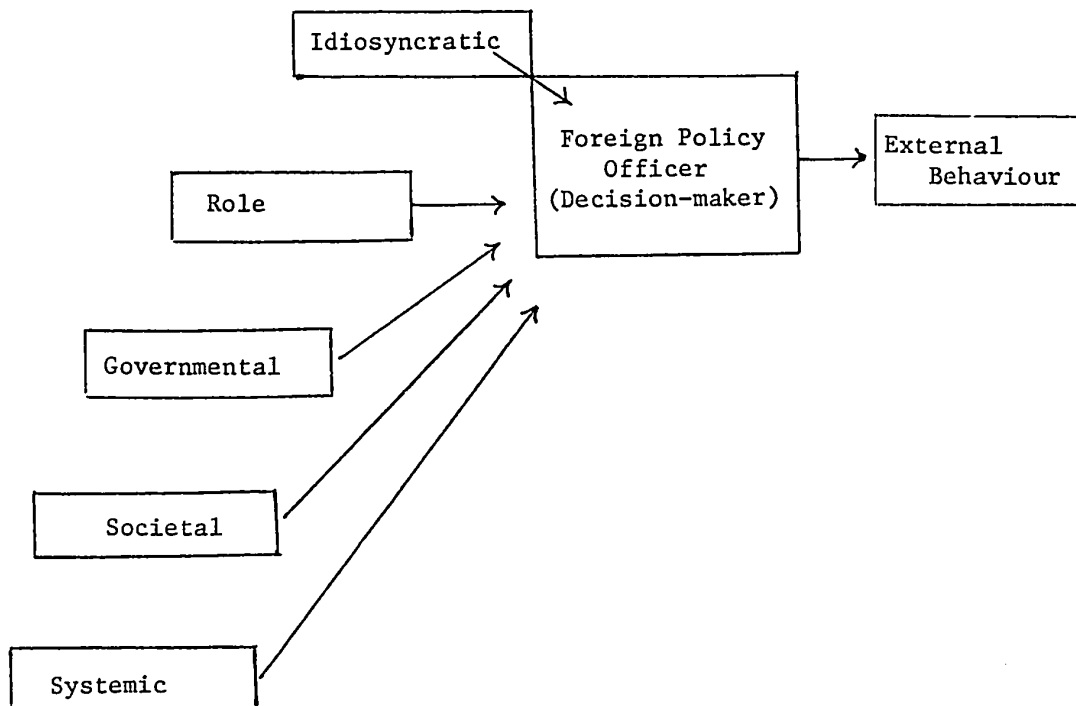 Idiosyncratic
Foreign Policy
Officer
(Decision-maker)
External
Behaviour
Role
Governmental
Societal
Systemic